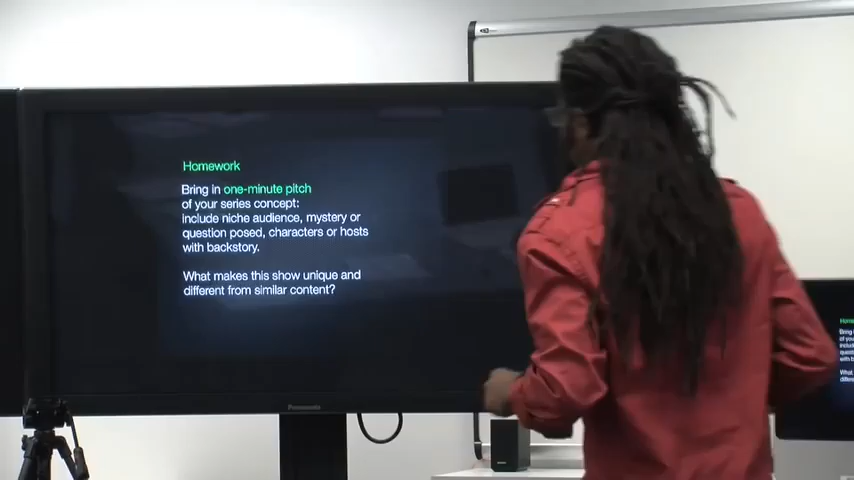 Homework
Bring in one-minute pitch
of your series concept:
include niche audience, mystery or
question posed, characters or hosts
with backstory.
What makes this show unique and
different from similar content?
Panasonic